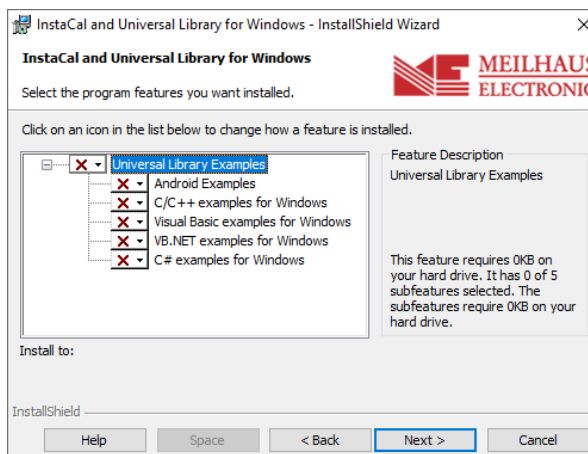 InstaCal and Universal Library for Windows - InstallShield Wizard
InstaCal and Universal Library for Windows
Select the program features you want installed.
MEILHAUS
ELECTRONIC
Click on an icon in the list below to change how a feature is installed.
Universal Library Examples
Android Examples
C/C++ examples for Windows
Visual Basic examples for Windows
VB.NET examples for Windows
C# examples for Windows
Feature Description
Universal Library Examples
This feature requires 0KB on
your hard drive. It has 0 of 5
subfeatures selected. The
subfeatures require 0KB on your
hard drive.
Install to:
InstallShield
Help
Space
< Back
Next >
Cancel